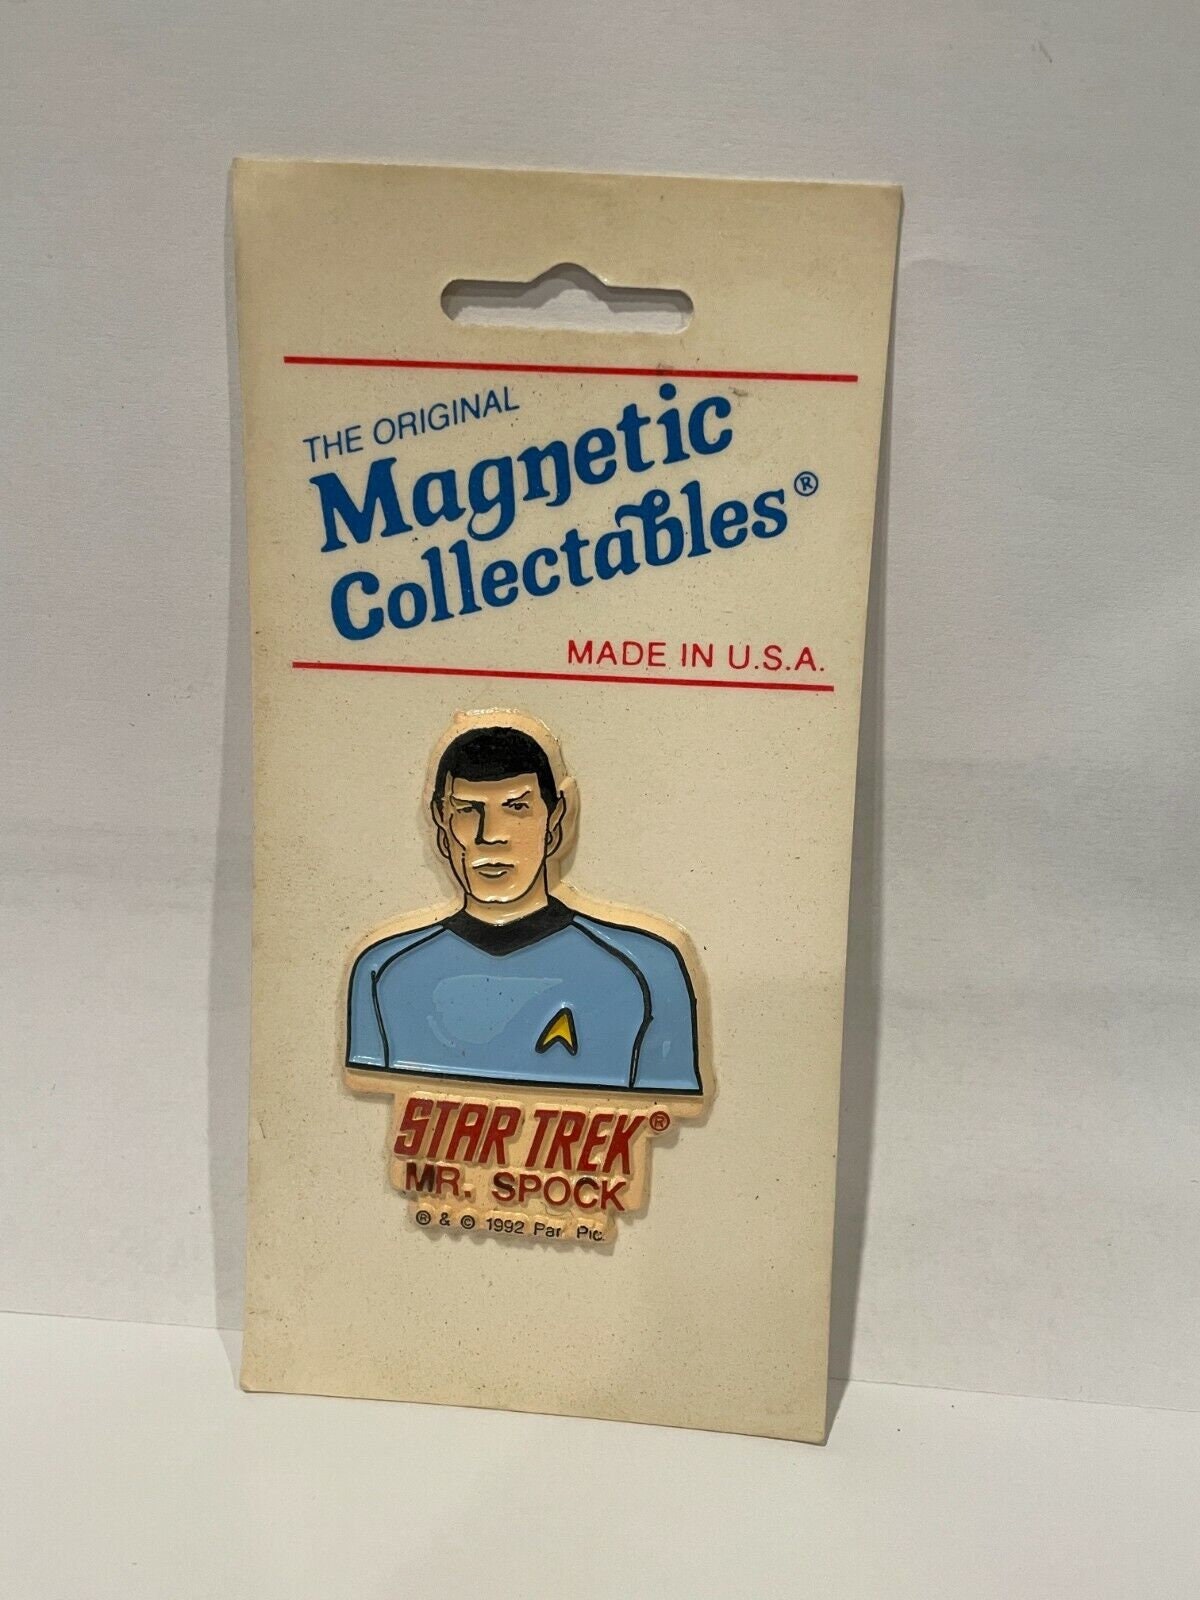 THE ORIGINAL
Magnetic
Collectables®
MADE IN U.S.A.
STAR TREK®
MR. SPOCK
® & © 1992 Par. Pic.